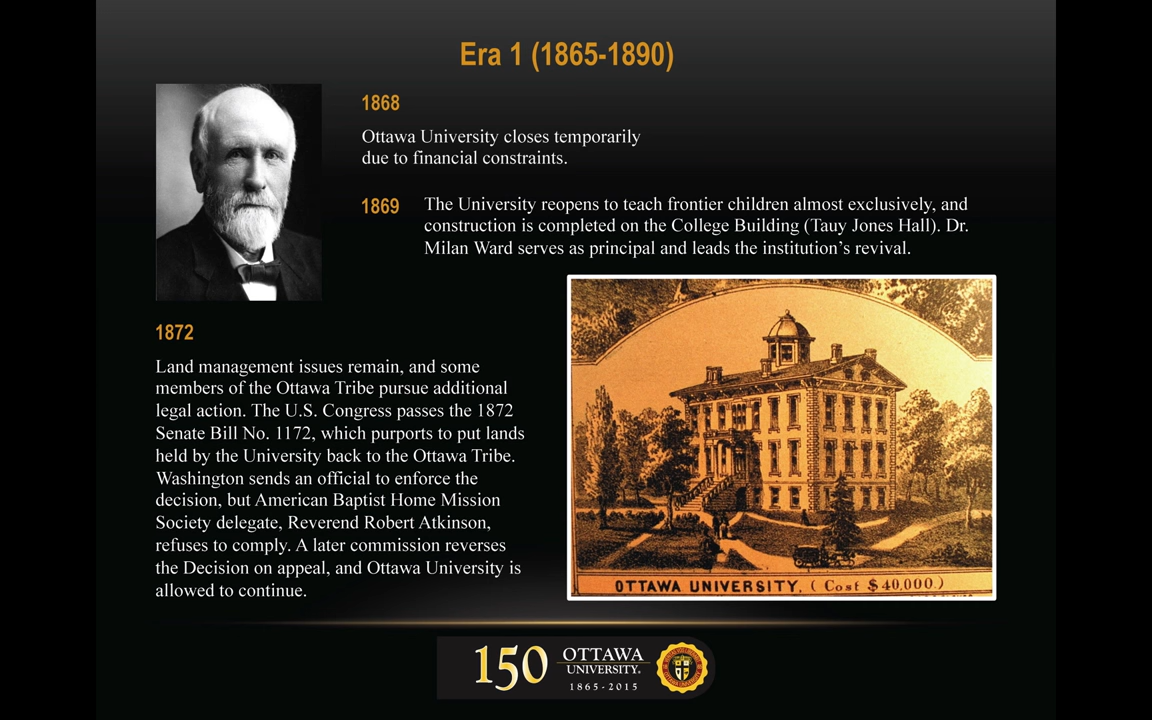 Era 1 (1865-1890)
1868
Ottawa University closes temporarily
due to financial constraints.
1869
The University reopens to teach frontier children almost exclusively, and
construction is completed on the College Building (Tauy Jones Hall). Dr.
Milan Ward serves as principal and leads the institution’s revival.
1872
Land management issues remain, and some
members of the Ottawa Tribe pursue additional
legal action. The U.S. Congress passes the 1872
Senate Bill No. 1172, which purports to put lands
held by the University back to the Ottawa Tribe.
Washington sends an official to enforce the
decision, but American Baptist Home Mission
Society delegate, Reverend Robert Atkinson,
refuses to comply. A later commission reverses
the Decision on appeal, and Ottawa University is
allowed to continue.
OTTAWA UNIVERSITY, (Cost $40,000.)
150
OTTAWA
UNIVERSITY.
1865-2015